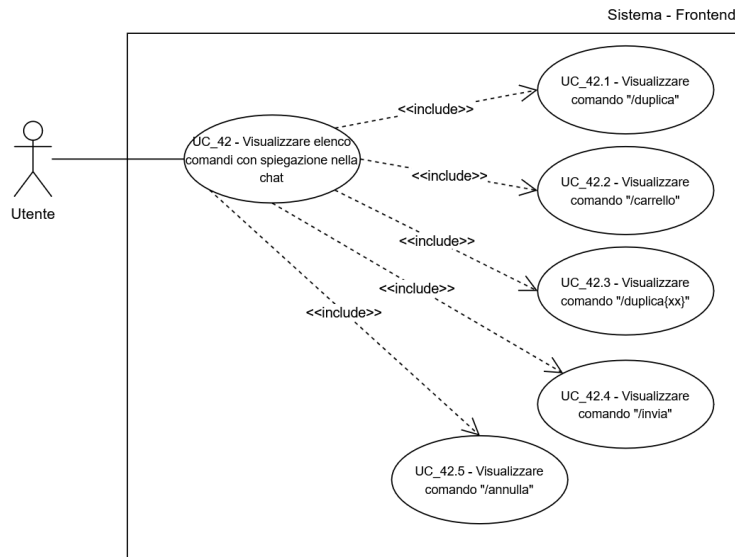 Sistema - Frontend
UC_42.1 - Visualizzare
comando "/duplica"
<<include>>
UC_42 - Visualizzare elenco
comandi con spiegazione nella
chat
<<include>>
UC_42.2 - Visualizzare
comando "/carrello"
Utente
<<include>>
UC_42.3 - Visualizzare
comando "/duplica{xx}"
<<include>>
<<include>>
UC_42.4 - Visualizzare
comando "/invia"
UC_42.5 - Visualizzare
comando "/annulla"